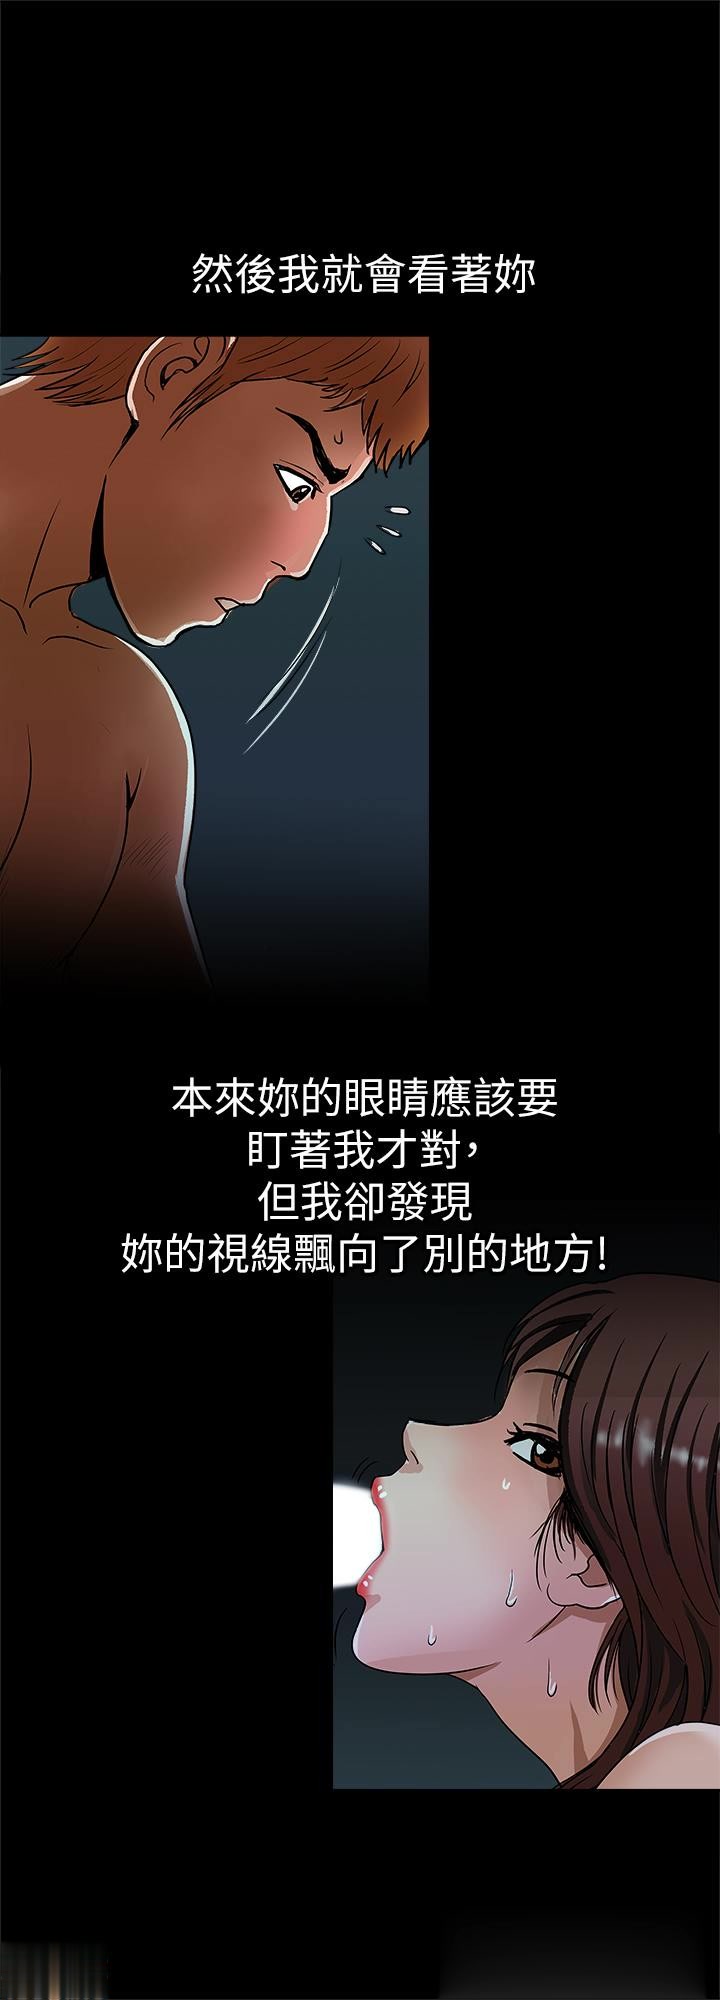 然後我就會看著妳
本來妳的眼睛應該要
盯著我才對，
但我卻發現
妳的視線飄向了別的地方!